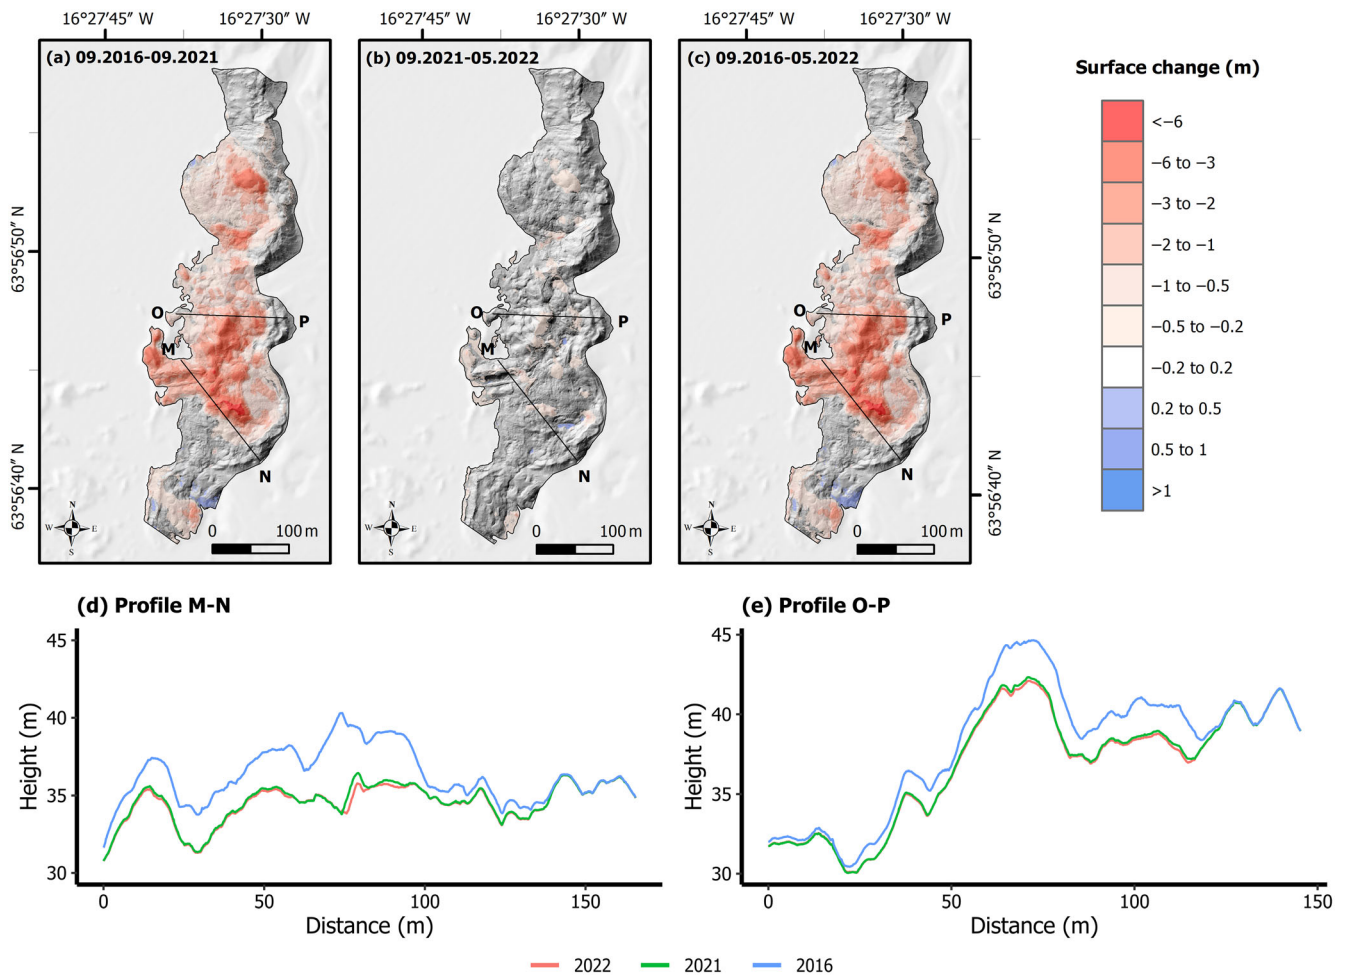 16°27′45″ W 16°27′30″ W 16°27′45″ W 16°27′30″ W 16°27′45″ W 16°27′30″ W
(a) 09.2016-09.2021
(b) 09.2021-05.2022
(c) 09.2016-05.2022
63°56′50″ N
63°56′40″ N
O
P
M
N
N
W E
S
0 100 m
O
P
M
N
N
W E
S
0 100 m
O
P
M
N
N
W E
S
0 100 m
63°56′50″ N
63°56′40″ N
Surface change (m)
<−6
−6 to −3
−3 to −2
−2 to −1
−1 to −0.5
−0.5 to −0.2
−0.2 to 0.2
0.2 to 0.5
0.5 to 1
>1
(d) Profile M-N
Height (m)
45
40
35
30
0 50 100 150
Distance (m)
(e) Profile O-P
Height (m)
45
40
35
30
0 50 100 150
Distance (m)
2022 2021 2016